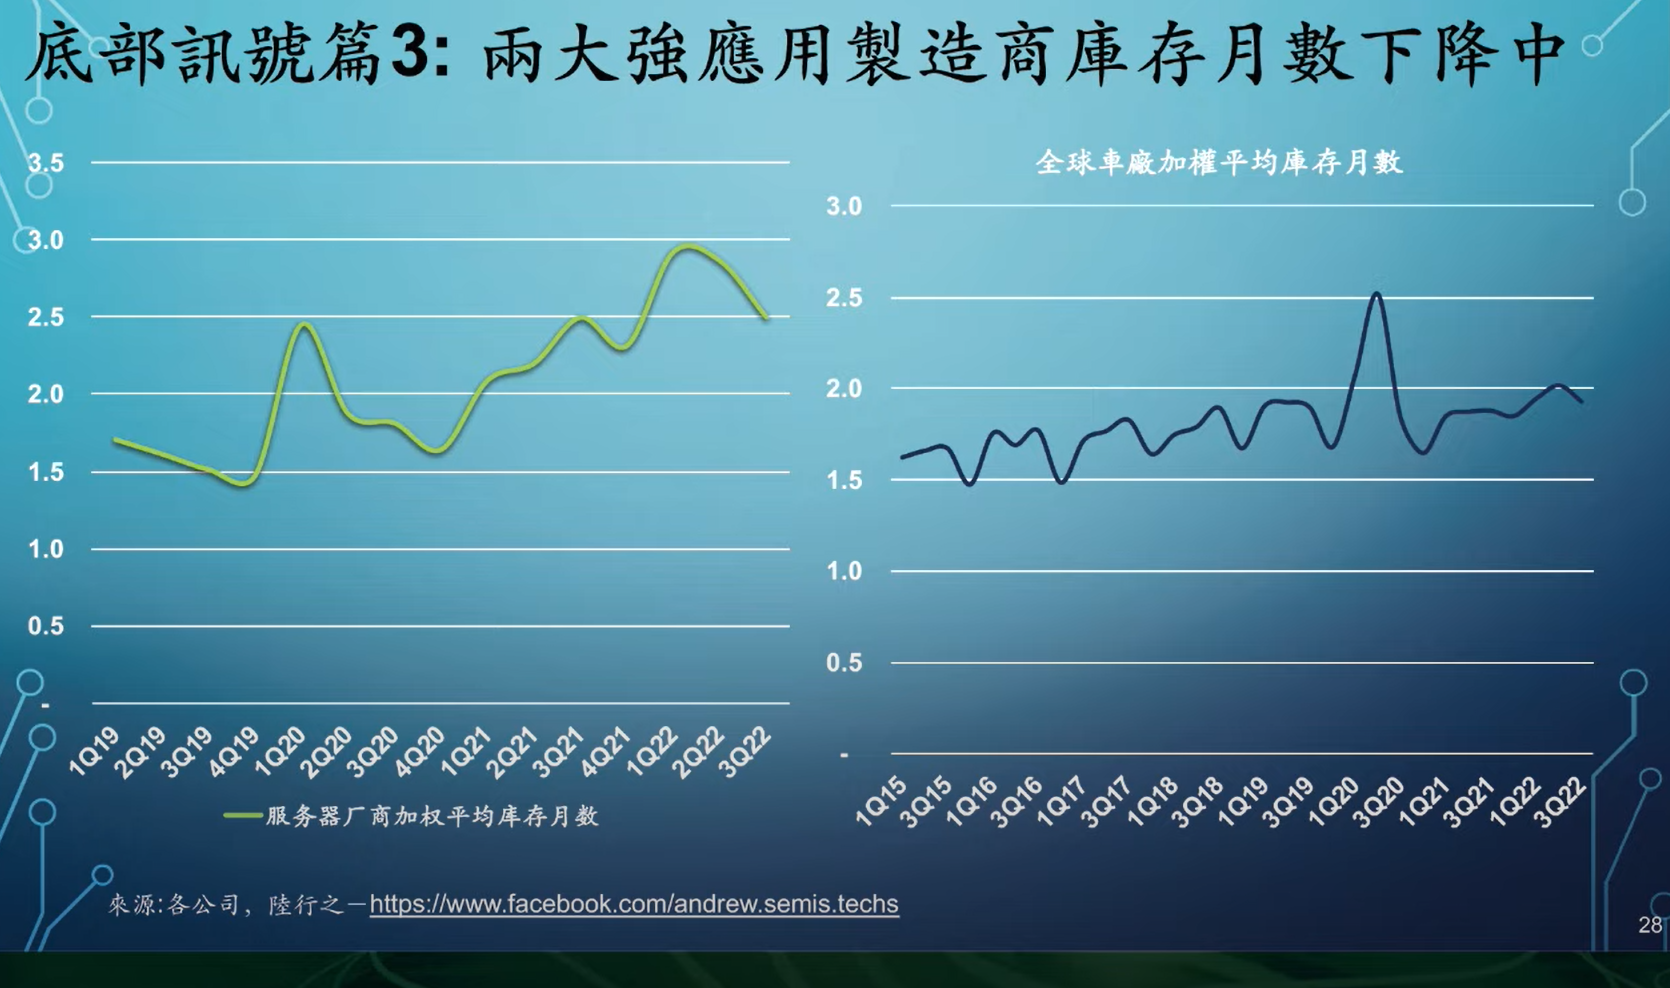 底部訊號篇3: 兩大強應用製造商庫存月數下降中
3.5
3.0
2.5
2.0
1.5
1.0
0.5
-
1Q19 2Q19 3Q19 4Q19 1Q20 2Q20 3Q20 4Q20 1Q21 2Q21 3Q21 4Q21 1Q22 2Q22 3Q22
服务器厂商加权平均库存月数
全球車廠加權平均庫存月數
3.0
2.5
2.0
1.5
1.0
0.5
-
1Q15 3Q15 1Q16 3Q16 1Q17 3Q17 1Q18 3Q18 1Q19 3Q19 1Q20 3Q20 1Q21 3Q21 1Q22 3Q22
來源:各公司，陸行之－https://www.facebook.com/andrew.semis.techs
28